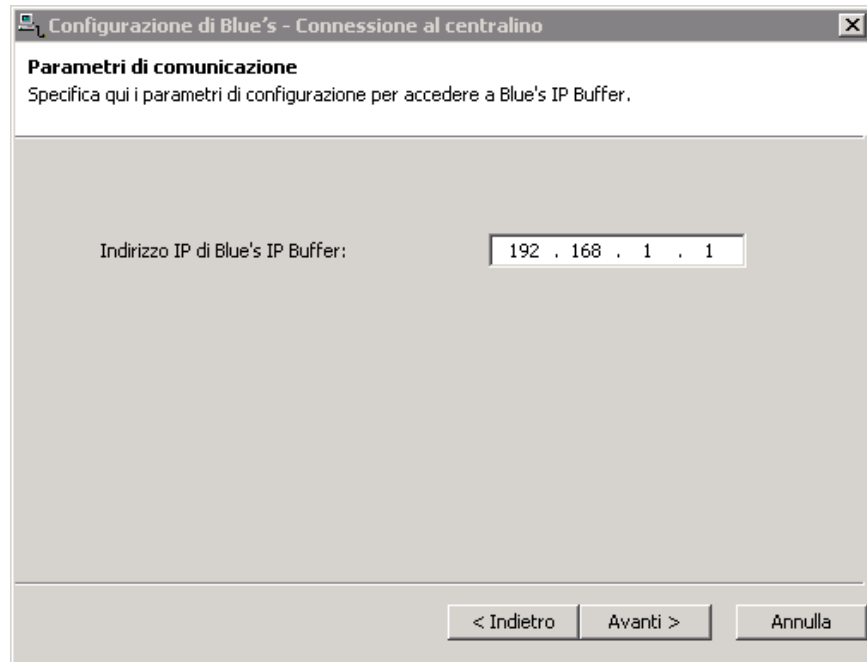 Configurazione di Blue's - Connessione al centralino
Parametri di comunicazione
Specifica qui i parametri di configurazione per accedere a Blue's IP Buffer.
Indirizzo IP di Blue's IP Buffer: 192 . 168 . 1 . 1
< Indietro Avanti > Annulla